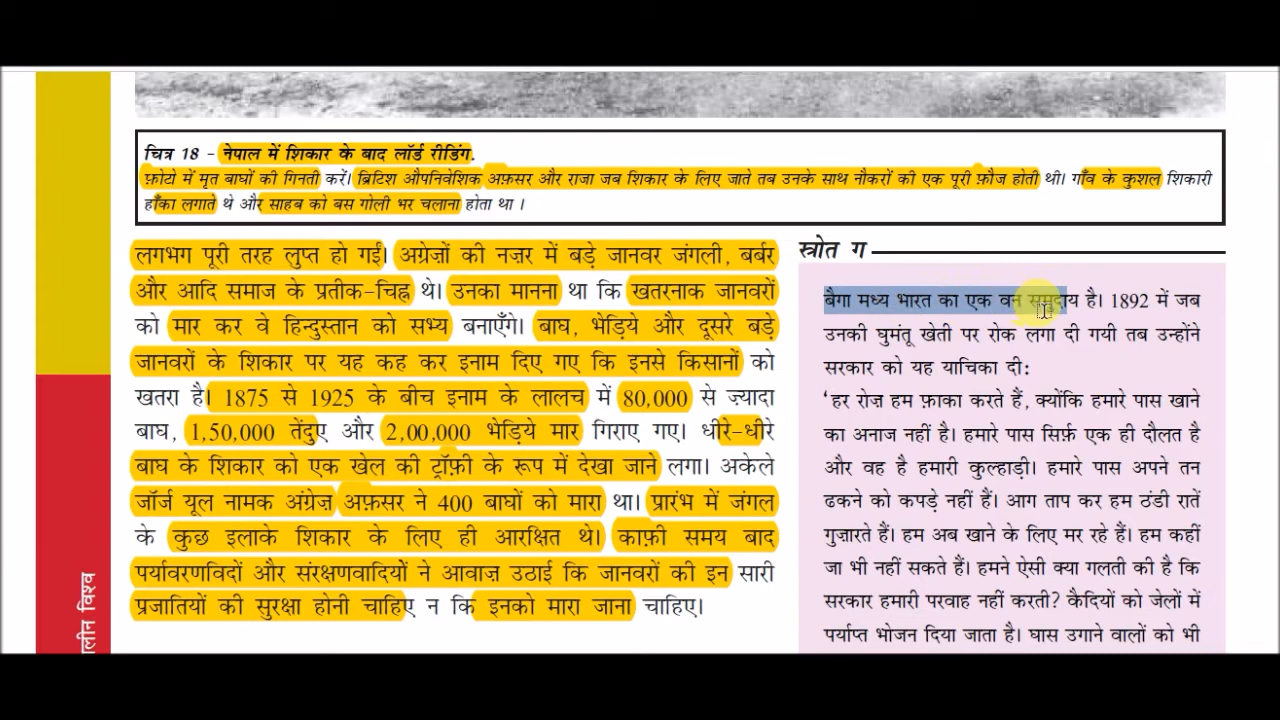 चित्र 18 – नेपाल में शिकार के बाद लॉर्ड रीडिंग.
फ़ोटो में मृत बाघों की गिनती करें। ब्रिटिश औपनिवेशिक अफ़सर और राजा जब शिकार के लिए जाते तब उनके साथ नौकरों की एक पूरी फ़ौज होती थी। गाँव के कुशल शिकारी
हाँका लगाते थे और साहब को बस गोली भर चलाना होता था ।
लगभग पूरी तरह लुप्त हो गईं। अंग्रेज़ों की नज़र में बड़े जानवर जंगली, बर्बर
और आदि समाज के प्रतीक-चिह्न थे। उनका मानना था कि खतरनाक जानवरों
को मार कर वे हिन्दुस्तान को सभ्य बनाएँगे। बाघ, भेड़िये और दूसरे बड़े
जानवरों के शिकार पर यह कह कर इनाम दिए गए कि इनसे किसानों को
खतरा है। 1875 से 1925 के बीच इनाम के लालच में 80,000 से ज़्यादा
बाघ, 1,50,000 तेंदुए और 2,00,000 भेड़िये मार गिराए गए। धीरे-धीरे
बाघ के शिकार को एक खेल की ट्रॉफ़ी के रूप में देखा जाने लगा। अकेले
जॉर्ज यूल नामक अंग्रेज़ अफ़सर ने 400 बाघों को मारा था। प्रारंभ में जंगल
के कुछ इलाके शिकार के लिए ही आरक्षित थे। काफ़ी समय बाद
पर्यावरणविदों और संरक्षणवादियों ने आवाज़ उठाई कि जानवरों की इन सारी
प्रजातियों की सुरक्षा होनी चाहिए न कि इनको मारा जाना चाहिए।
स्त्रोत ग
बैगा मध्य भारत का एक वन समुदाय है। 1892 में जब
उनकी घुमंतू खेती पर रोक लगा दी गयी तब उन्होंने
सरकार को यह याचिका दी:
'हर रोज़ हम फ़ाका करते हैं, क्योंकि हमारे पास खाने
का अनाज नहीं है। हमारे पास सिर्फ़ एक ही दौलत है
और वह है हमारी कुल्हाड़ी। हमारे पास अपने तन
ढकने को कपड़े नहीं हैं। आग ताप कर हम ठंडी रातें
गुज़ारते हैं। हम अब खाने के लिए मर रहे हैं। हम कहीं
जा भी नहीं सकते हैं। हमने ऐसी क्या गलती की है कि
सरकार हमारी परवाह नहीं करती? कैदियों को जेलों में
पर्याप्त भोजन दिया जाता है। घास उगाने वालों को भी